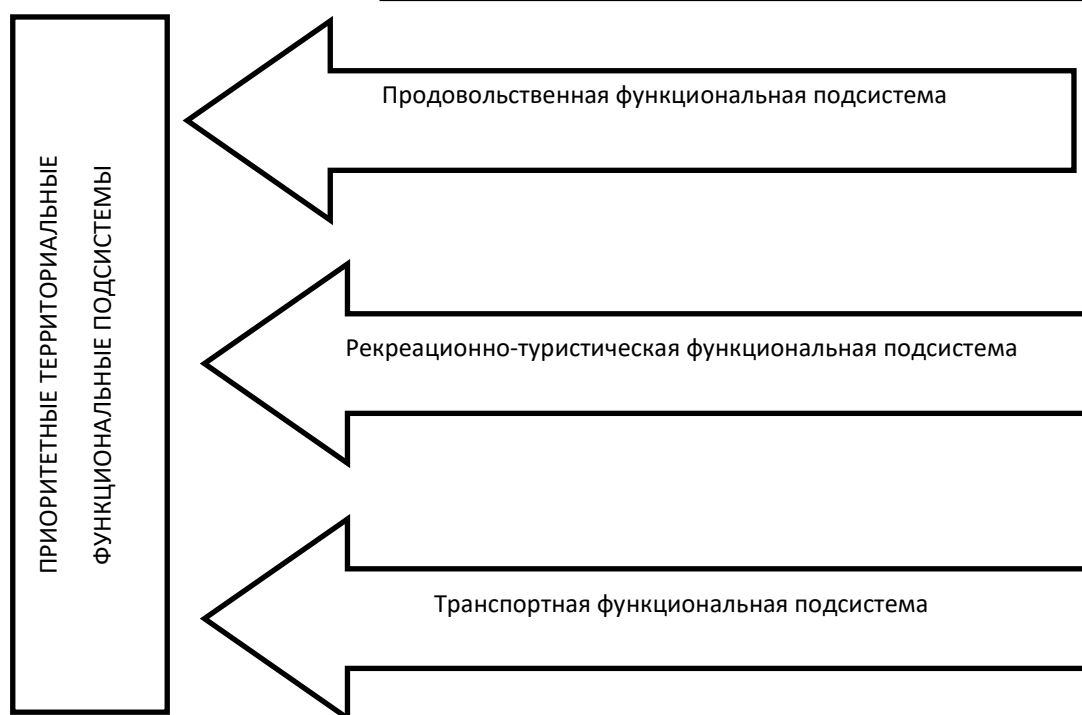 ПРИОРИТЕТНЫЕ ТЕРРИТОРИАЛЬНЫЕ
ФУНКЦИОНАЛЬНЫЕ ПОДСИСТЕМЫ
Продовольственная функциональная подсистема
Рекреационно-туристическая функциональная подсистема
Транспортная функциональная подсистема